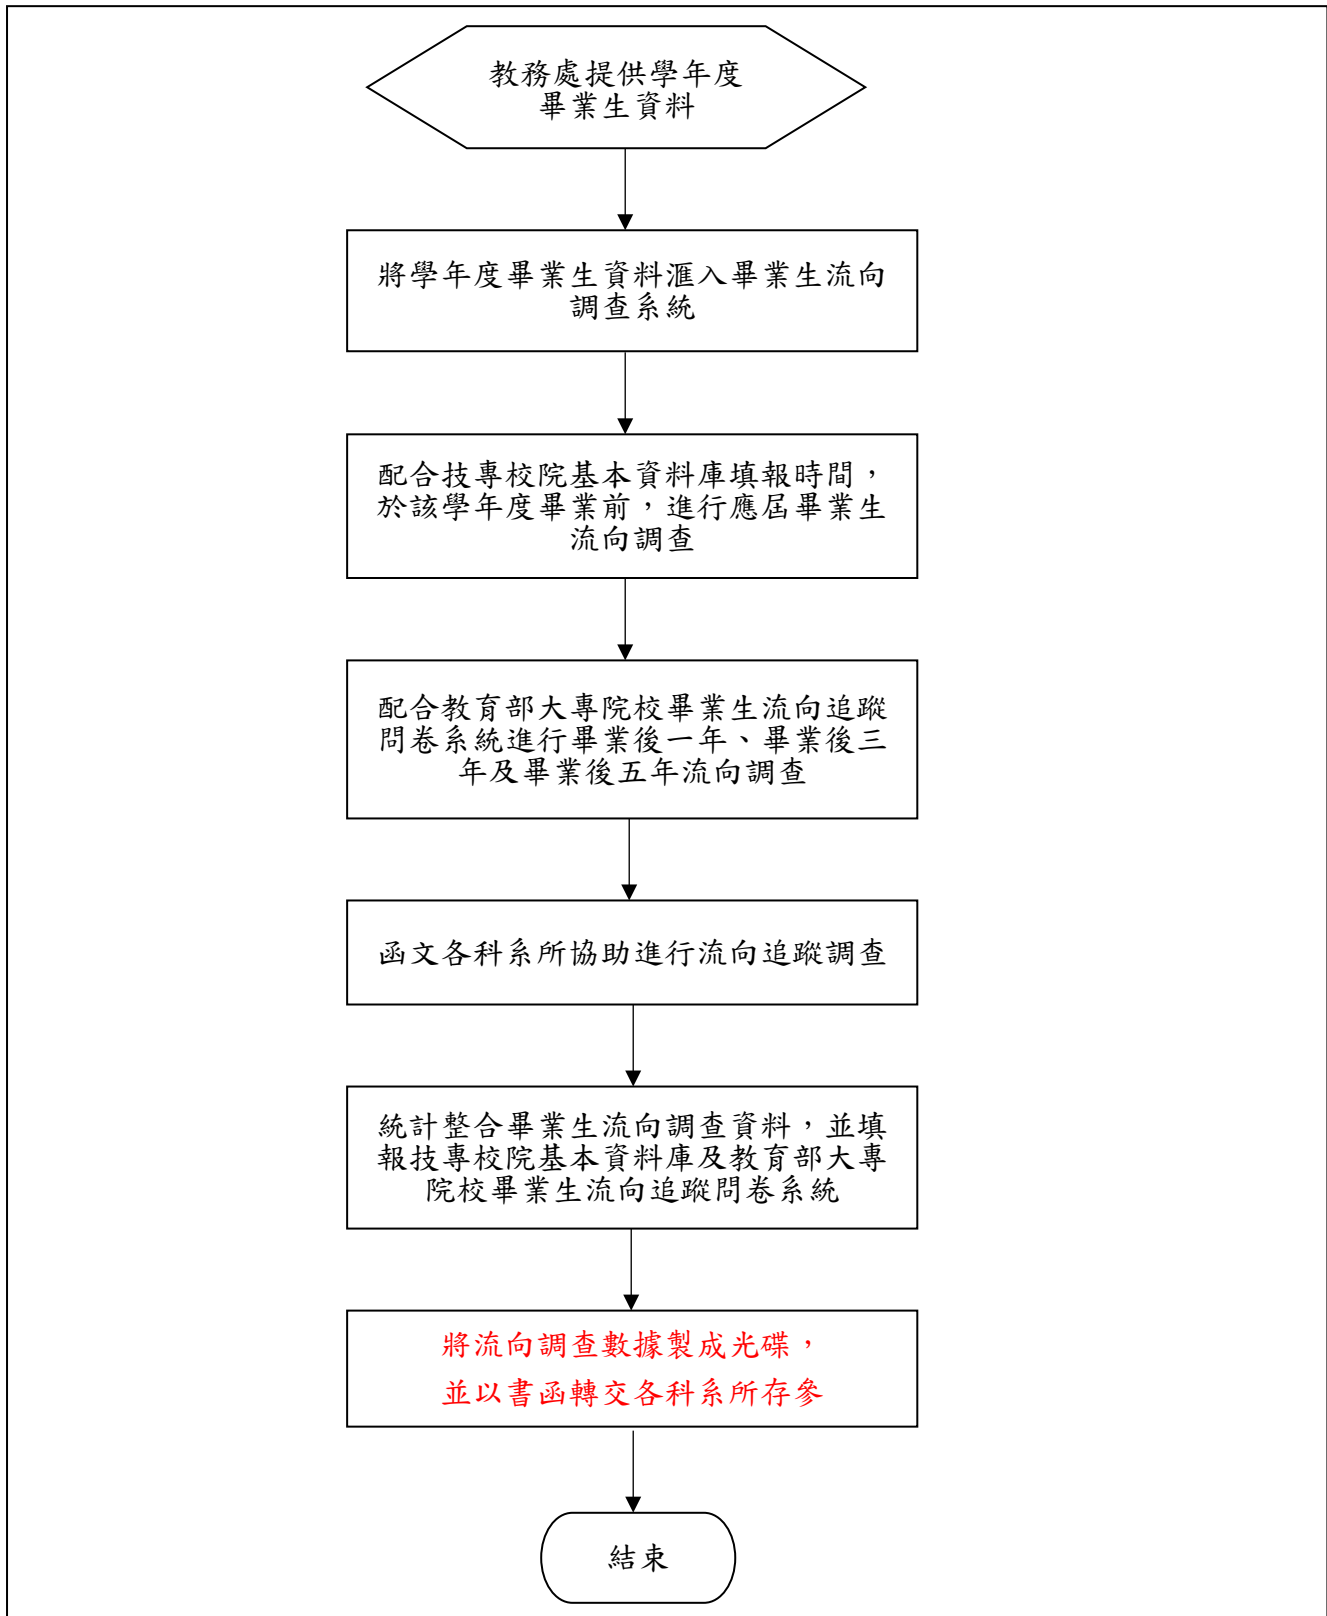 教務處提供學年度
畢業生資料
將學年度畢業生資料滙入畢業生流向
調查系統
配合技專校院基本資料庫填報時間，
於該學年度畢業前，進行應屆畢業生
流向調查
配合教育部大專院校畢業生流向追蹤
問卷系統進行畢業後一年、畢業後三
年及畢業後五年流向調查
函文各科系所協助進行流向追蹤調查
統計整合畢業生流向調查資料，並填
報技專校院基本資料庫及教育部大專
院校畢業生流向追蹤問卷系統
將流向調查數據製成光碟，
並以書函轉交各科系所存參
結束